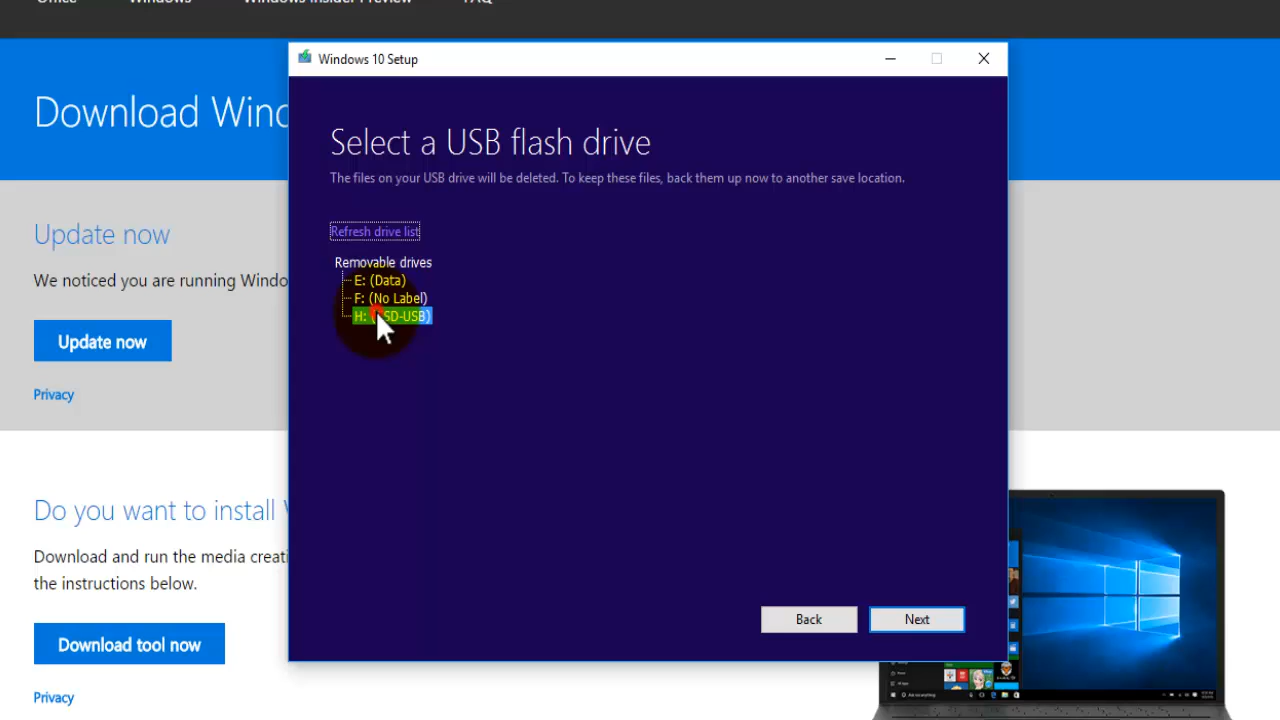 Office Windows Windows Insider Preview FAQ
Windows 10 Setup
Download Wind
Select a USB flash drive
The files on your USB drive will be deleted. To keep these files, back them up now to another save location.
Update now
Refresh drive list
We noticed you are running Windo
Removable drives
E: (Data)
F: (No Label)
H: SD-USB)
Update now
Privacy
Do you want to install
Download and run the media creati
the instructions below.
Back Next
Download tool now
Privacy